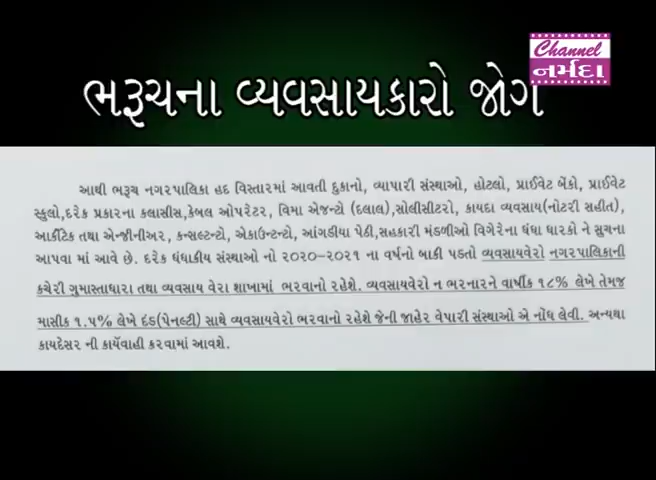 Channel
નર્મદા
ભરૂચના વ્યવસાયકારો જોગ
આથી ભરૂચ નગરપાલિકા હદ વિસ્તારમાં આવતી દુકાનો, વ્યાપારી સંસ્થાઓ, હોટલો, પ્રાઈવેટ બેંકો, પ્રાઈવેટ
સ્કુલો,દરેક પ્રકારના કલાસીસ,કેબલ ઓપરેટર, વિમા એજન્ટો (દલાલ),સોલીસીટરો, કાયદા વ્યવસાય(નોટરી સહીત),
આર્કીટેક તથા એન્જીનીઅર, કન્સલ્ટન્ટો, એકાઉન્ટન્ટો, આંગડીયા પેઢી,સહકારી મંડળીઓ વિગેરેના ધંધા ધારકો ને સુચના
આપવા માં આવે છે. દરેક ધંધાકીય સંસ્થાઓ નો ૨૦૨૦-૨૦૨૧ ના વર્ષનો બાકી પડતો વ્યવસાયવેરો નગરપાલિકાની
કચેરી ગુમાસ્તાધારા તથા વ્યવસાય વેરા શાખામાં ભરવાનો રહેશે. વ્યવસાયવેરો ન ભરનારને વાર્ષીક ૧૮% લેખે તેમજ
માસીક ૧.૫% લેખે દંડ(પેનલ્ટી) સાથે વ્યવસાયવેરો ભરવાનો રહેશે જેની જાહેર વેપારી સંસ્થાઓ એ નોંધ લેવી. અન્યથા
કાયદેસર ની કાર્યવાહી કરવામાં આવશે.